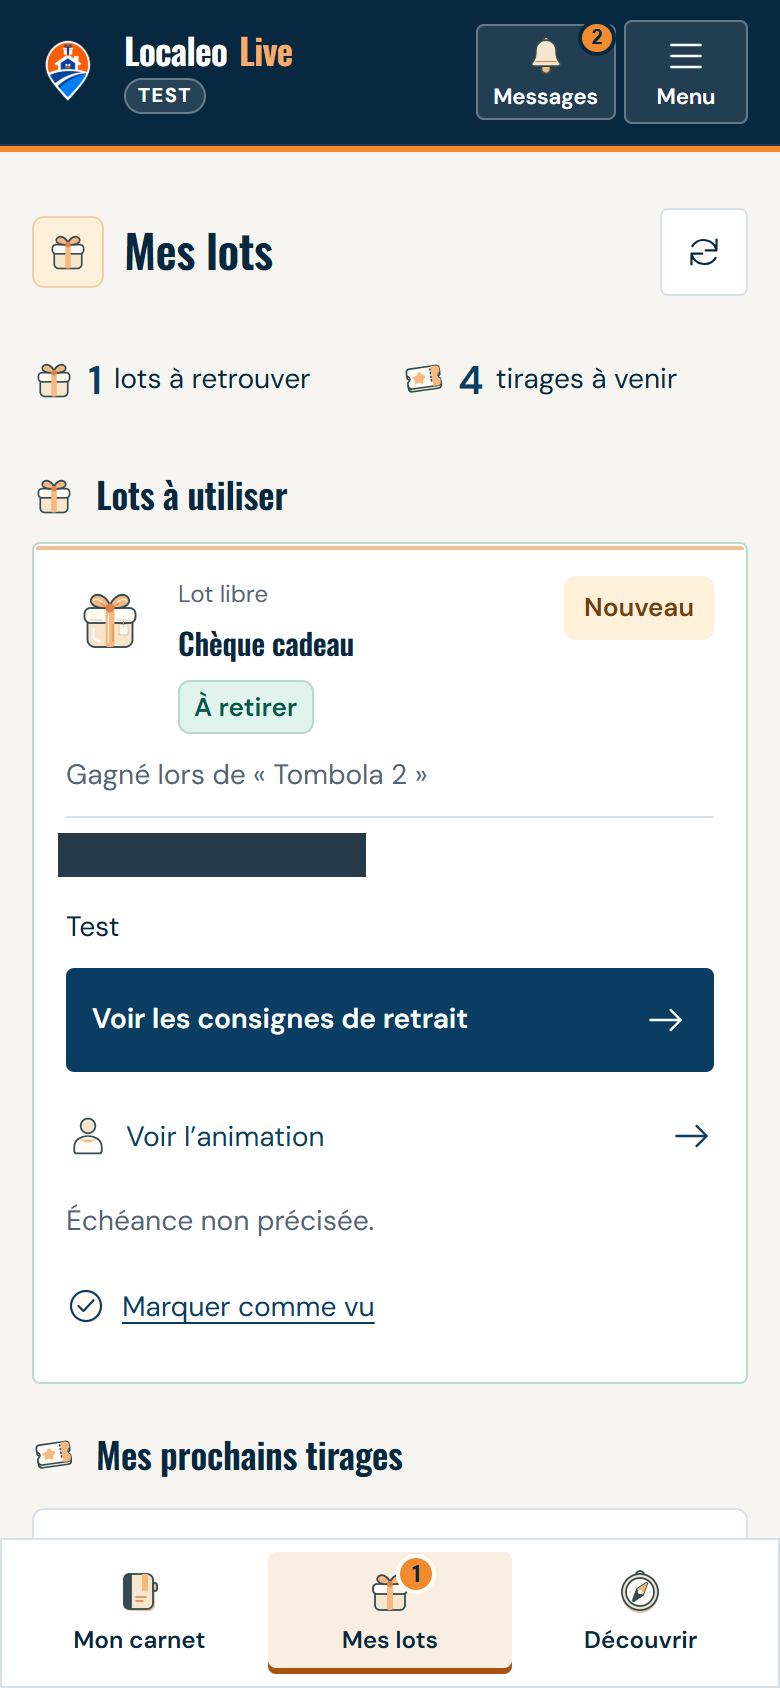 Localeo Live
TEST
2
Messages
Menu
Mes lots
1 lots à retrouver
4 tirages à venir
Lots à utiliser
Lot libre
Nouveau
Chèque cadeau
À retirer
Gagné lors de « Tombola 2 »
Test
Voir les consignes de retrait
Voir l’animation
Échéance non précisée.
Marquer comme vu
Mes prochains tirages
1
Mon carnet
Mes lots
Découvrir